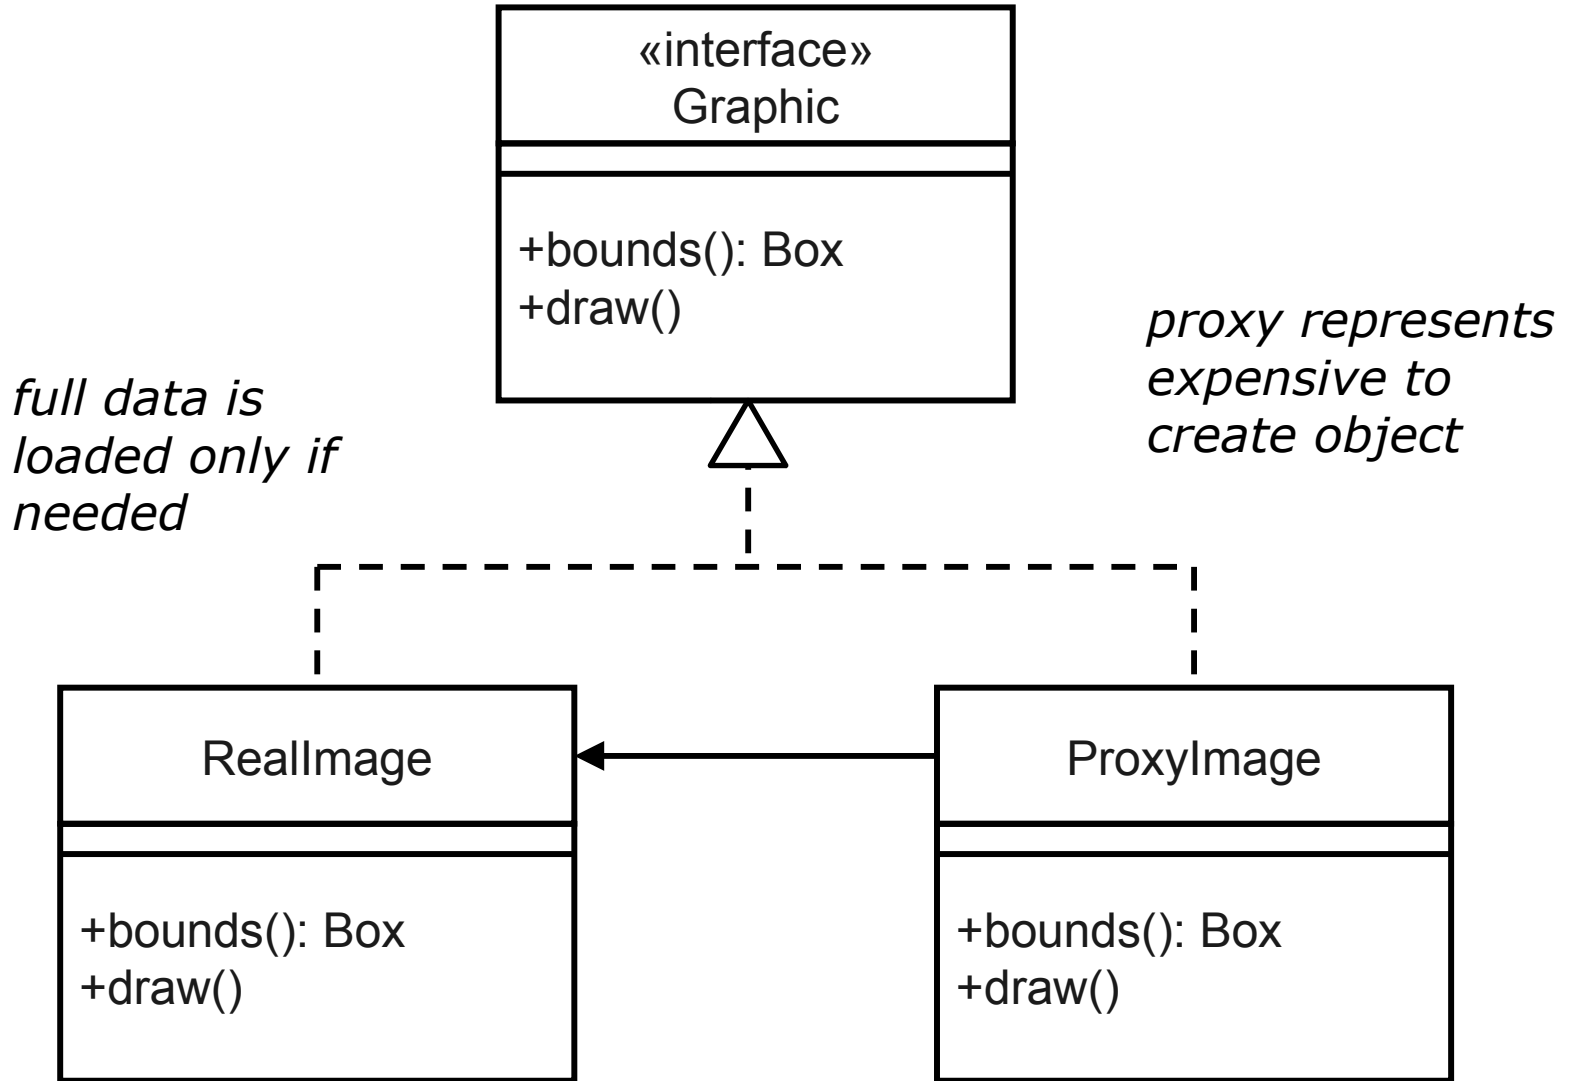 «interface»
Graphic
+bounds(): Box
+draw()
proxy represents
expensive to
create object
full data is
loaded only if
needed
RealImage
+bounds(): Box
+draw()
ProxyImage
+bounds(): Box
+draw()